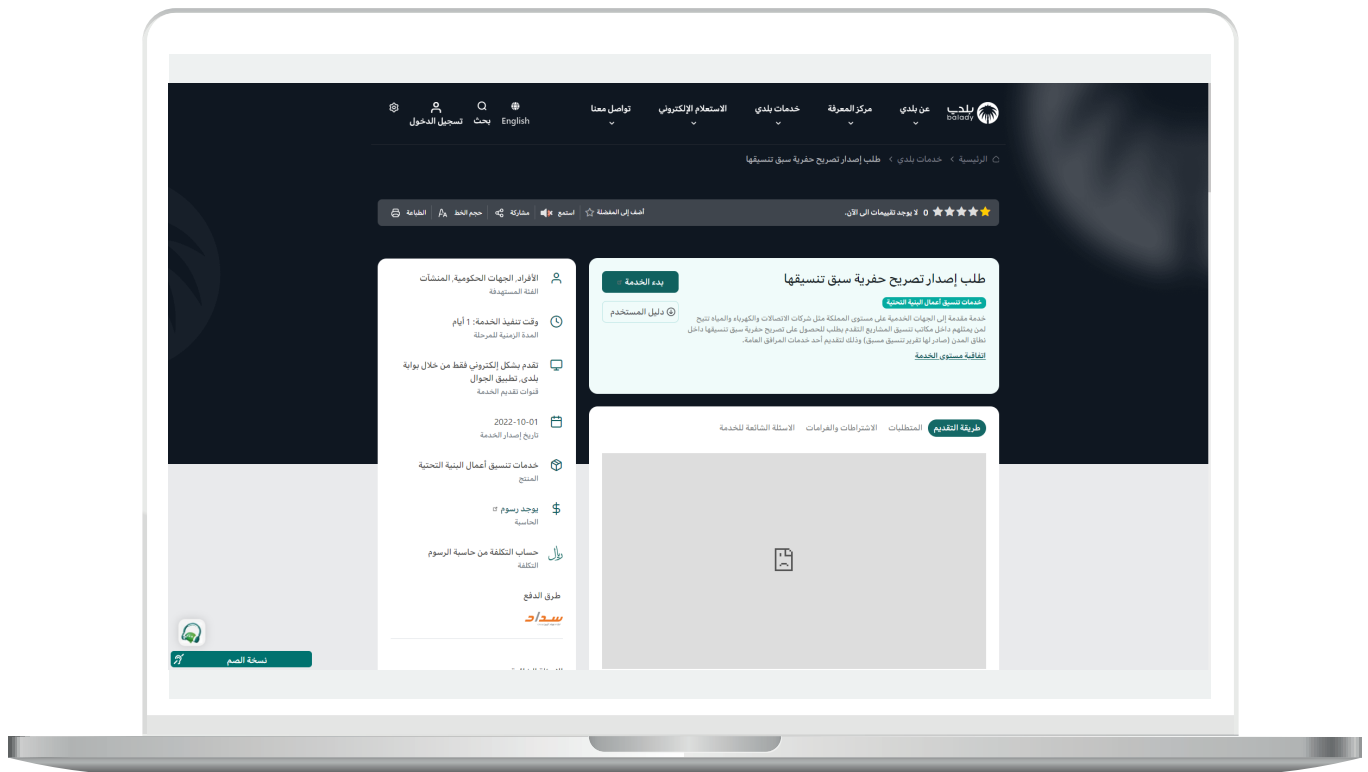 بلدي
balady
عن بلدي
مركز المعرفة
خدمات بلدي
الاستعلام الإلكتروني
تواصل معنا
English
بحث
تسجيل الدخول
الرئيسية > خدمات بلدي > طلب إصدار تصريح حفرية سبق تنسيقها
0 لا يوجد تقييمات الى الآن.
أضف إلى المفضلة
استمع
مشاركة
حجم الخط
الطباعة
طلب إصدار تصريح حفرية سبق تنسيقها
خدمات تنسيق أعمال البنية التحتية
خدمة مقدمة إلى الجهات الخدمية على مستوى المملكة مثل شركات الاتصالات والكهرباء والمياه تتيح
لمن يمثلهم داخل مكاتب تنسيق المشاريع التقدم بطلب للحصول على تصريح حفرية سبق تنسيقها داخل
نطاق المدن (صادر لها تقرير تنسيق مسبق) وذلك لتقديم أحد خدمات المرافق العامة.
اتفاقية مستوى الخدمة
بدء الخدمة
دليل المستخدم
طريقة التقديم
المتطلبات
الاشتراطات والغرامات
الاسئلة الشائعة للخدمة
الأفراد, الجهات الحكومية, المنشآت
الفئة المستهدفة
وقت تنفيذ الخدمة: 1 أيام
المدة الزمنية للمرحلة
تقدم بشكل إلكتروني فقط من خلال بوابة
بلدي, تطبيق الجوال
قنوات تقديم الخدمة
2022-10-01
تاريخ إصدار الخدمة
خدمات تنسيق أعمال البنية التحتية
المنتج
يوجد رسوم
الحاسبة
حساب التكلفة من حاسبة الرسوم
التكلفة
طرق الدفع
سداد
نسخة الصم